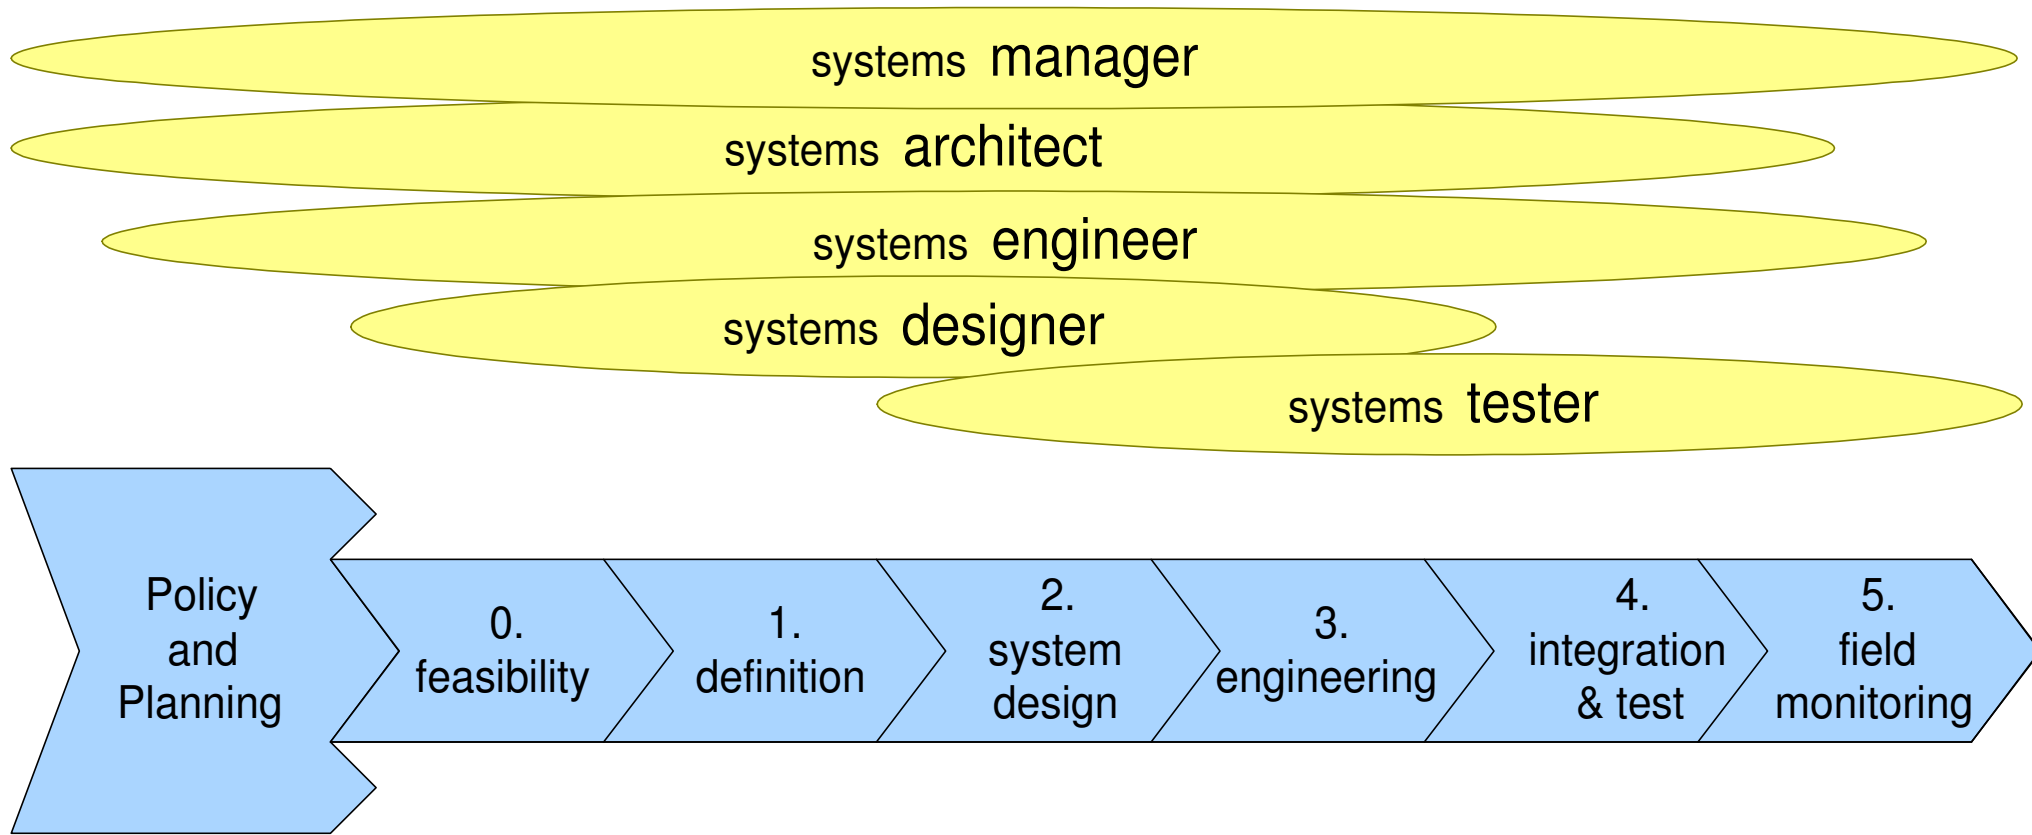 systems manager
systems architect
systems engineer
systems designer
systems tester
Policy
and
Planning
0.
feasibility
1.
definition
2.
system
design
3.
engineering
4.
integration
& test
5.
field
monitoring